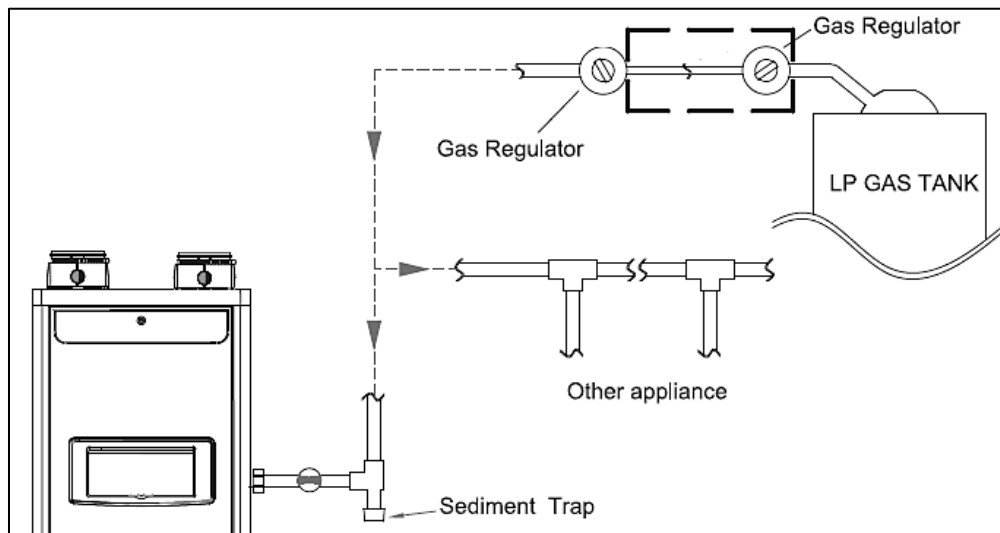 Gas Regulator
Gas Regulator
LP GAS TANK
Other appliance
Sediment Trap